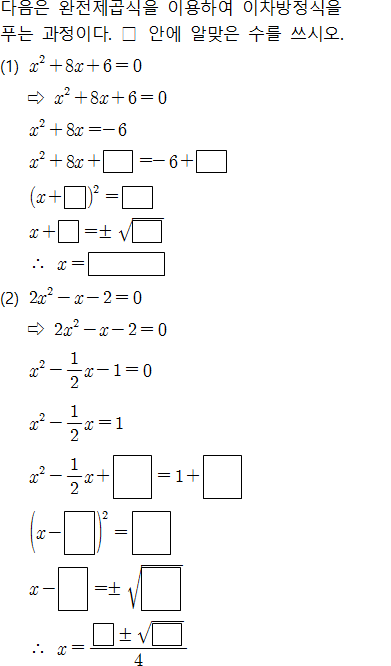 다음은 완전제곱식을 이용하여 이차방정식을
푸는 과정이다. □ 안에 알맞은 수를 쓰시오.
(1) x²+8x+6=0
⇨ x²+8x+6=0
x²+8x=-6
x²+8x+□=-6+□
(x+□)²=□
x+□=±√□
∴ x=□
(2) 2x²-x-2=0
⇨ 2x²-x-2=0
x²-1/2x-1=0
x²-1/2x=1
x²-1/2x+□=1+□
(x-□)²=□
x-□=±√□
∴ x=(□±√□)/4